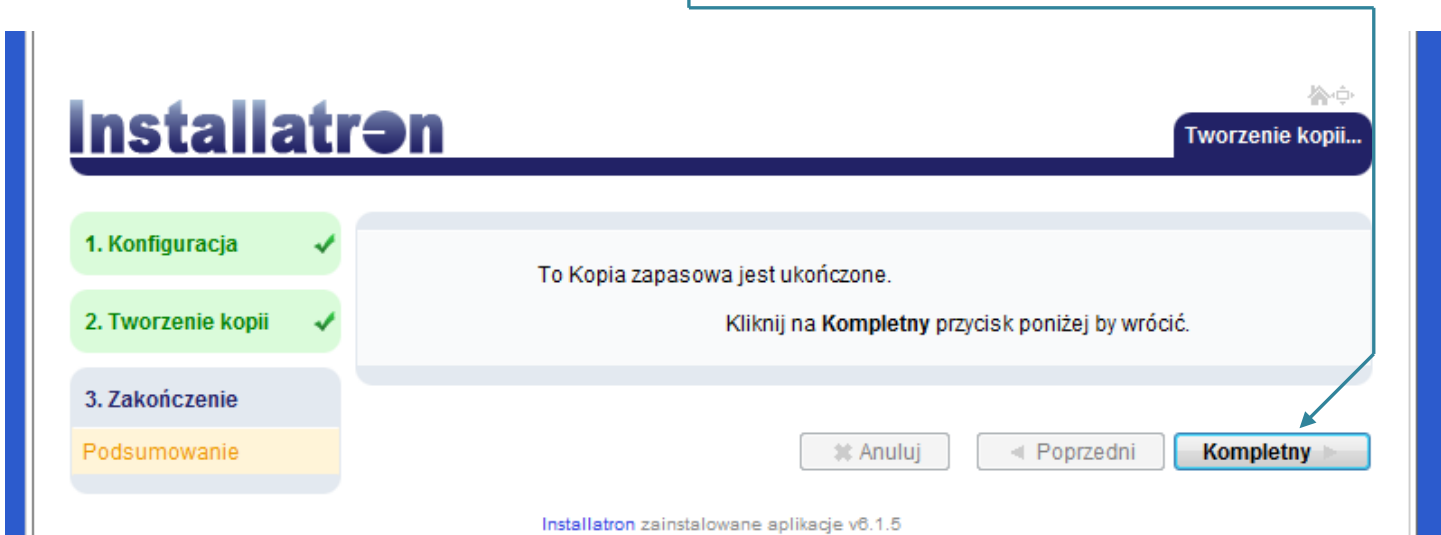 Installatron
Tworzenie kopii...
1. Konfiguracja
2. Tworzenie kopii
3. Zakończenie
Podsumowanie
To Kopia zapasowa jest ukończone.
Kliknij na Kompletny przycisk poniżej by wrócić.
Anuluj
Poprzedni
Kompletny
Installatron zainstalowane aplikacje v6.1.5